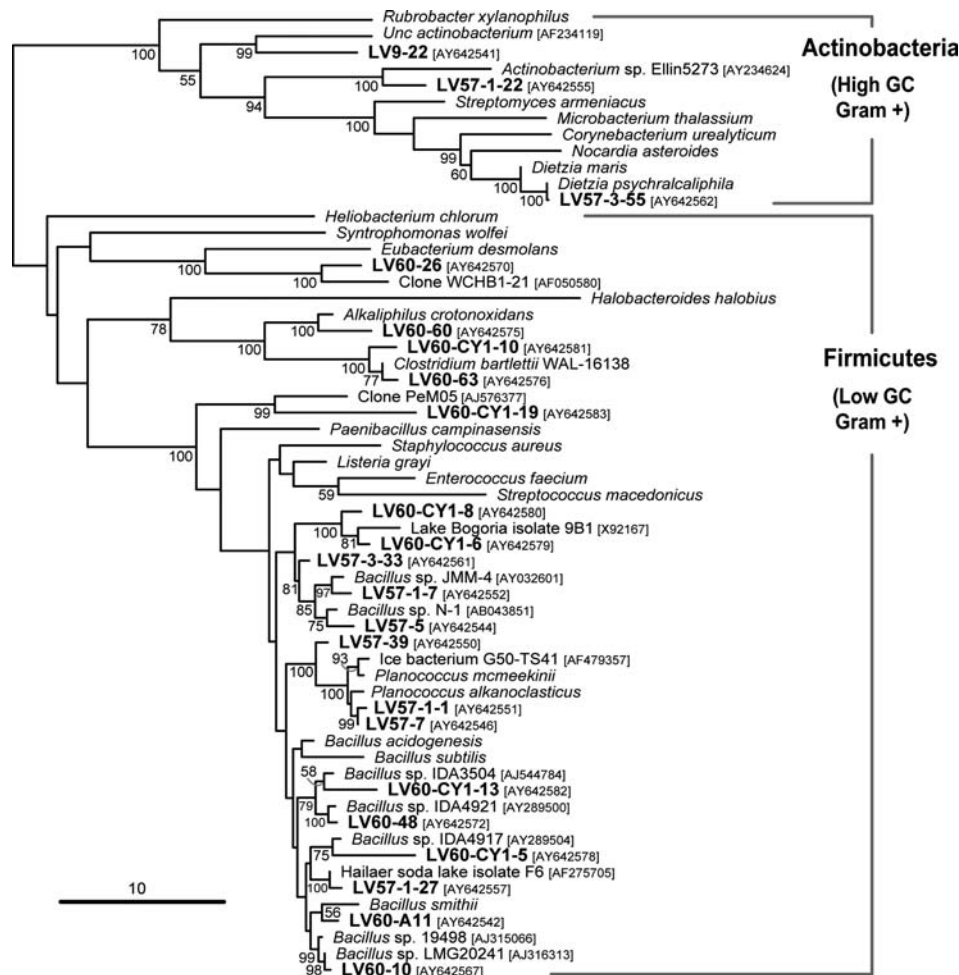 Rubrobacter xylanophilus
Unc actinobacterium [AF234119]
100
99
LV9-22 [AY642541]
55
Actinobacterium sp. Ellin5273 [AY234624]
100
LV57-1-22 [AY642555]
94
Streptomyces armeniacus
100
Microbacterium thalassium
Corynebacterium urealyticum
99
Nocardia asteroides
60
Dietzia maris
100
Dietzia psychralcaliphila
100
LV57-3-55 [AY642562]
Actinobacteria
(High GC
Gram +)
Heliobacterium chlorum
Syntrophomonas wolfei
Eubacterium desmolans
100
LV60-26 [AY642570]
100
Clone WCHB1-21 [AF050580]
Halobacteroides halobius
78
Alkaliphilus crotonoxidans
100
LV60-60 [AY642575]
100
LV60-CY1-10 [AY642581]
100
Clostridium bartlettii WAL-16138
77
LV60-63 [AY642576]
Clone PeM05 [AJ576377]
99
LV60-CY1-19 [AY642583]
Paenibacillus campinasensis
100
Staphylococcus aureus
Listeria grayi
Enterococcus faecium
59
Streptococcus macedonicus
LV60-CY1-8 [AY642580]
100
Lake Bogoria isolate 9B1 [X92167]
81
LV60-CY1-6 [AY642579]
LV57-3-33 [AY642561]
81
Bacillus sp. JMM-4 [AY032601]
97
LV57-1-7 [AY642552]
85
Bacillus sp. N-1 [AB043851]
75
LV57-5 [AY642544]
LV57-39 [AY642550]
93
Ice bacterium G50-TS41 [AF479357]
100
Planococcus mcmeekinii
100
Planococcus alkanoclasticus
LV57-1-1 [AY642551]
99
LV57-7 [AY642546]
Bacillus acidogenesis
Bacillus subtilis
58
Bacillus sp. IDA3504 [AJ544784]
LV60-CY1-13 [AY642582]
79
Bacillus sp. IDA4921 [AY289500]
100
LV60-48 [AY642572]
Bacillus sp. IDA4917 [AY289504]
75
LV60-CY1-5 [AY642578]
Hailaer soda lake isolate F6 [AF275705]
100
LV57-1-27 [AY642557]
Bacillus smithii
56
LV60-A11 [AY642542]
Bacillus sp. 19498 [AJ315066]
99
Bacillus sp. LMG20241 [AJ316313]
98
LV60-10 [AY642567]
Firmicutes
(Low GC
Gram +)
10